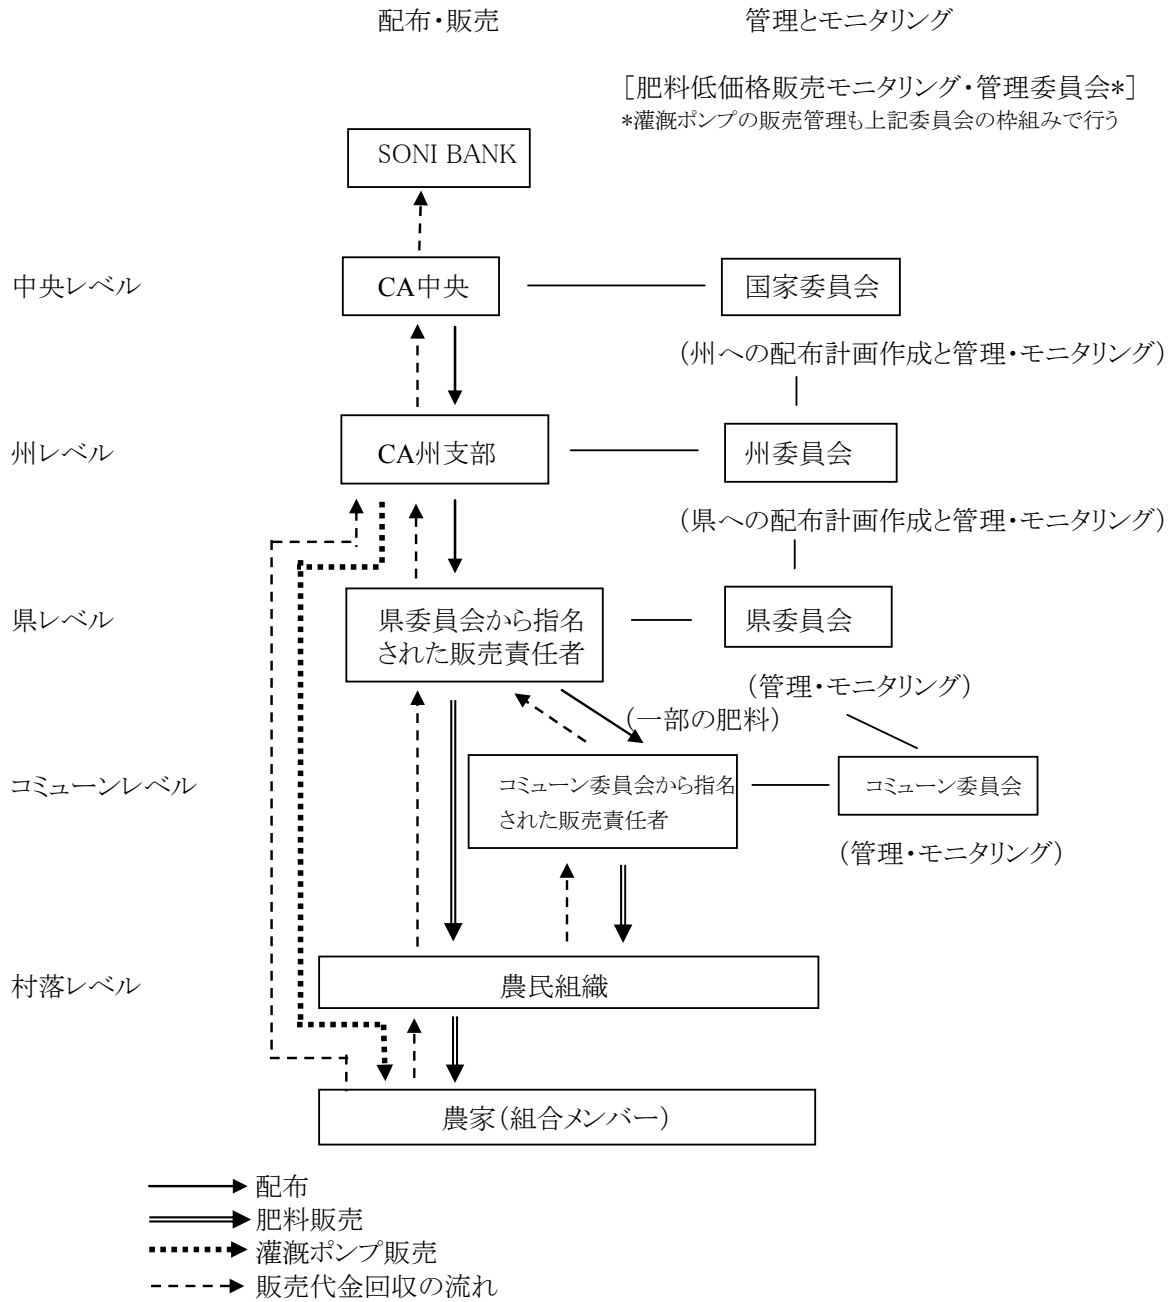 配布・販売
管理とモニタリング
［肥料低価格販売モニタリング・管理委員会*］
*灌漑ポンプの販売管理も上記委員会の枠組みで行う
SONI BANK
中央レベル
CA中央
国家委員会
（州への配布計画作成と管理・モニタリング）
州レベル
CA州支部
州委員会
（県への配布計画作成と管理・モニタリング）
県レベル
県委員会から指名
された販売責任者
県委員会
（管理・モニタリング）
（一部の肥料）
コミューンレベル
コミューン委員会から指名
された販売責任者
コミューン委員会
（管理・モニタリング）
村落レベル
農民組織
農家（組合メンバー）
配布
肥料販売
灌漑ポンプ販売
販売代金回収の流れ